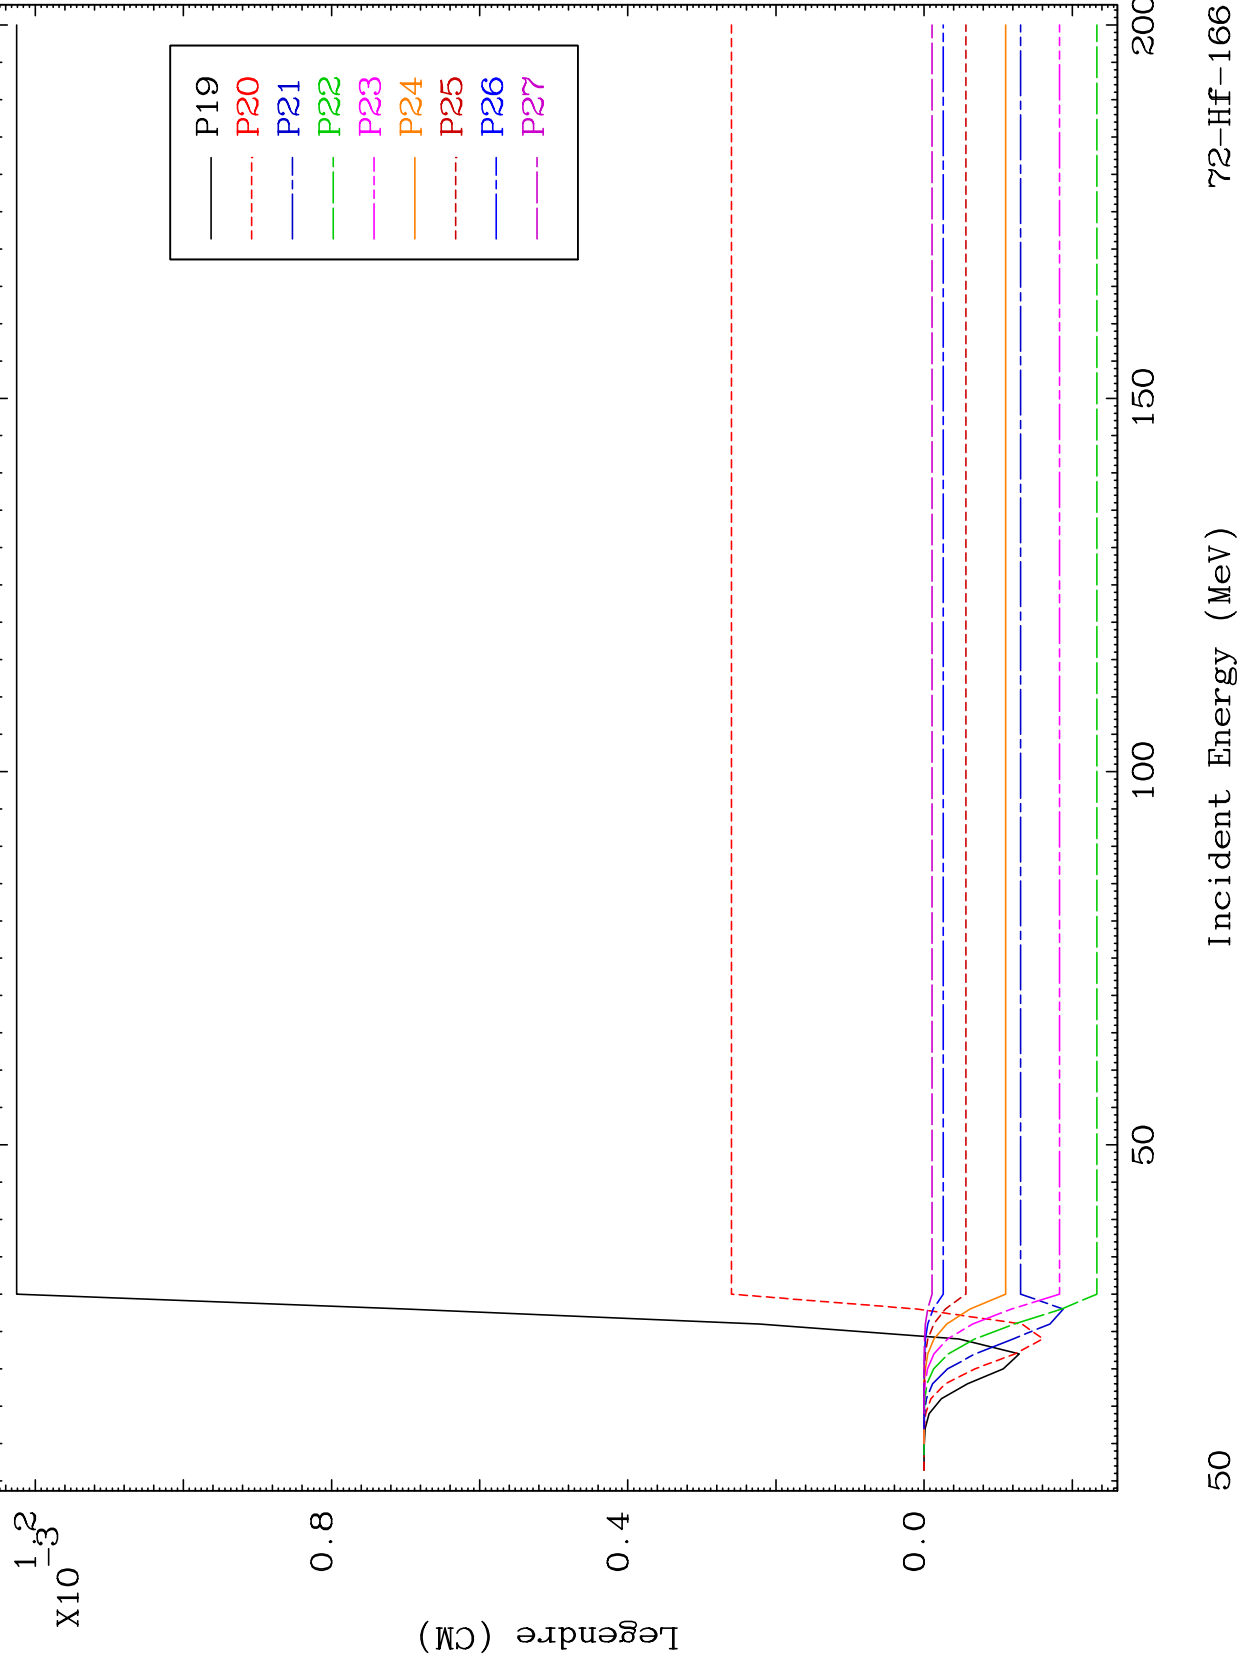 P19
P20
P21
P22
P23
P24
P25
P26
P27
1.2
X10
-3
0.8
0.4
0.0
Legendre (CM)
50
100
150
200
Incident Energy (MeV)
50
72-Hf-166